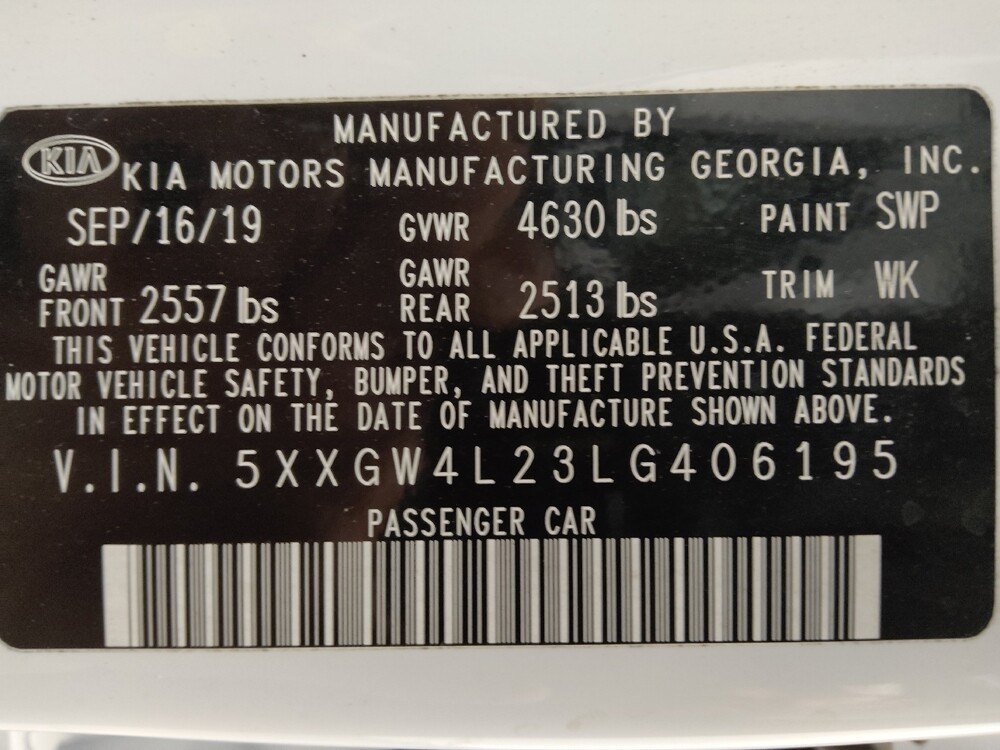 MANUFACTURED BY
KIA KIA MOTORS MANUFACTURING GEORGIA, INC.
SEP/16/19 GVWR 4630 lbs PAINT SWP
GAWR FRONT 2557 lbs GAWR REAR 2513 lbs TRIM WK
THIS VEHICLE CONFORMS TO ALL APPLICABLE U.S.A. FEDERAL
MOTOR VEHICLE SAFETY, BUMPER, AND THEFT PREVENTION STANDARDS
IN EFFECT ON THE DATE OF MANUFACTURE SHOWN ABOVE.
V.I.N. 5XXGW4L23LG406195
PASSENGER CAR